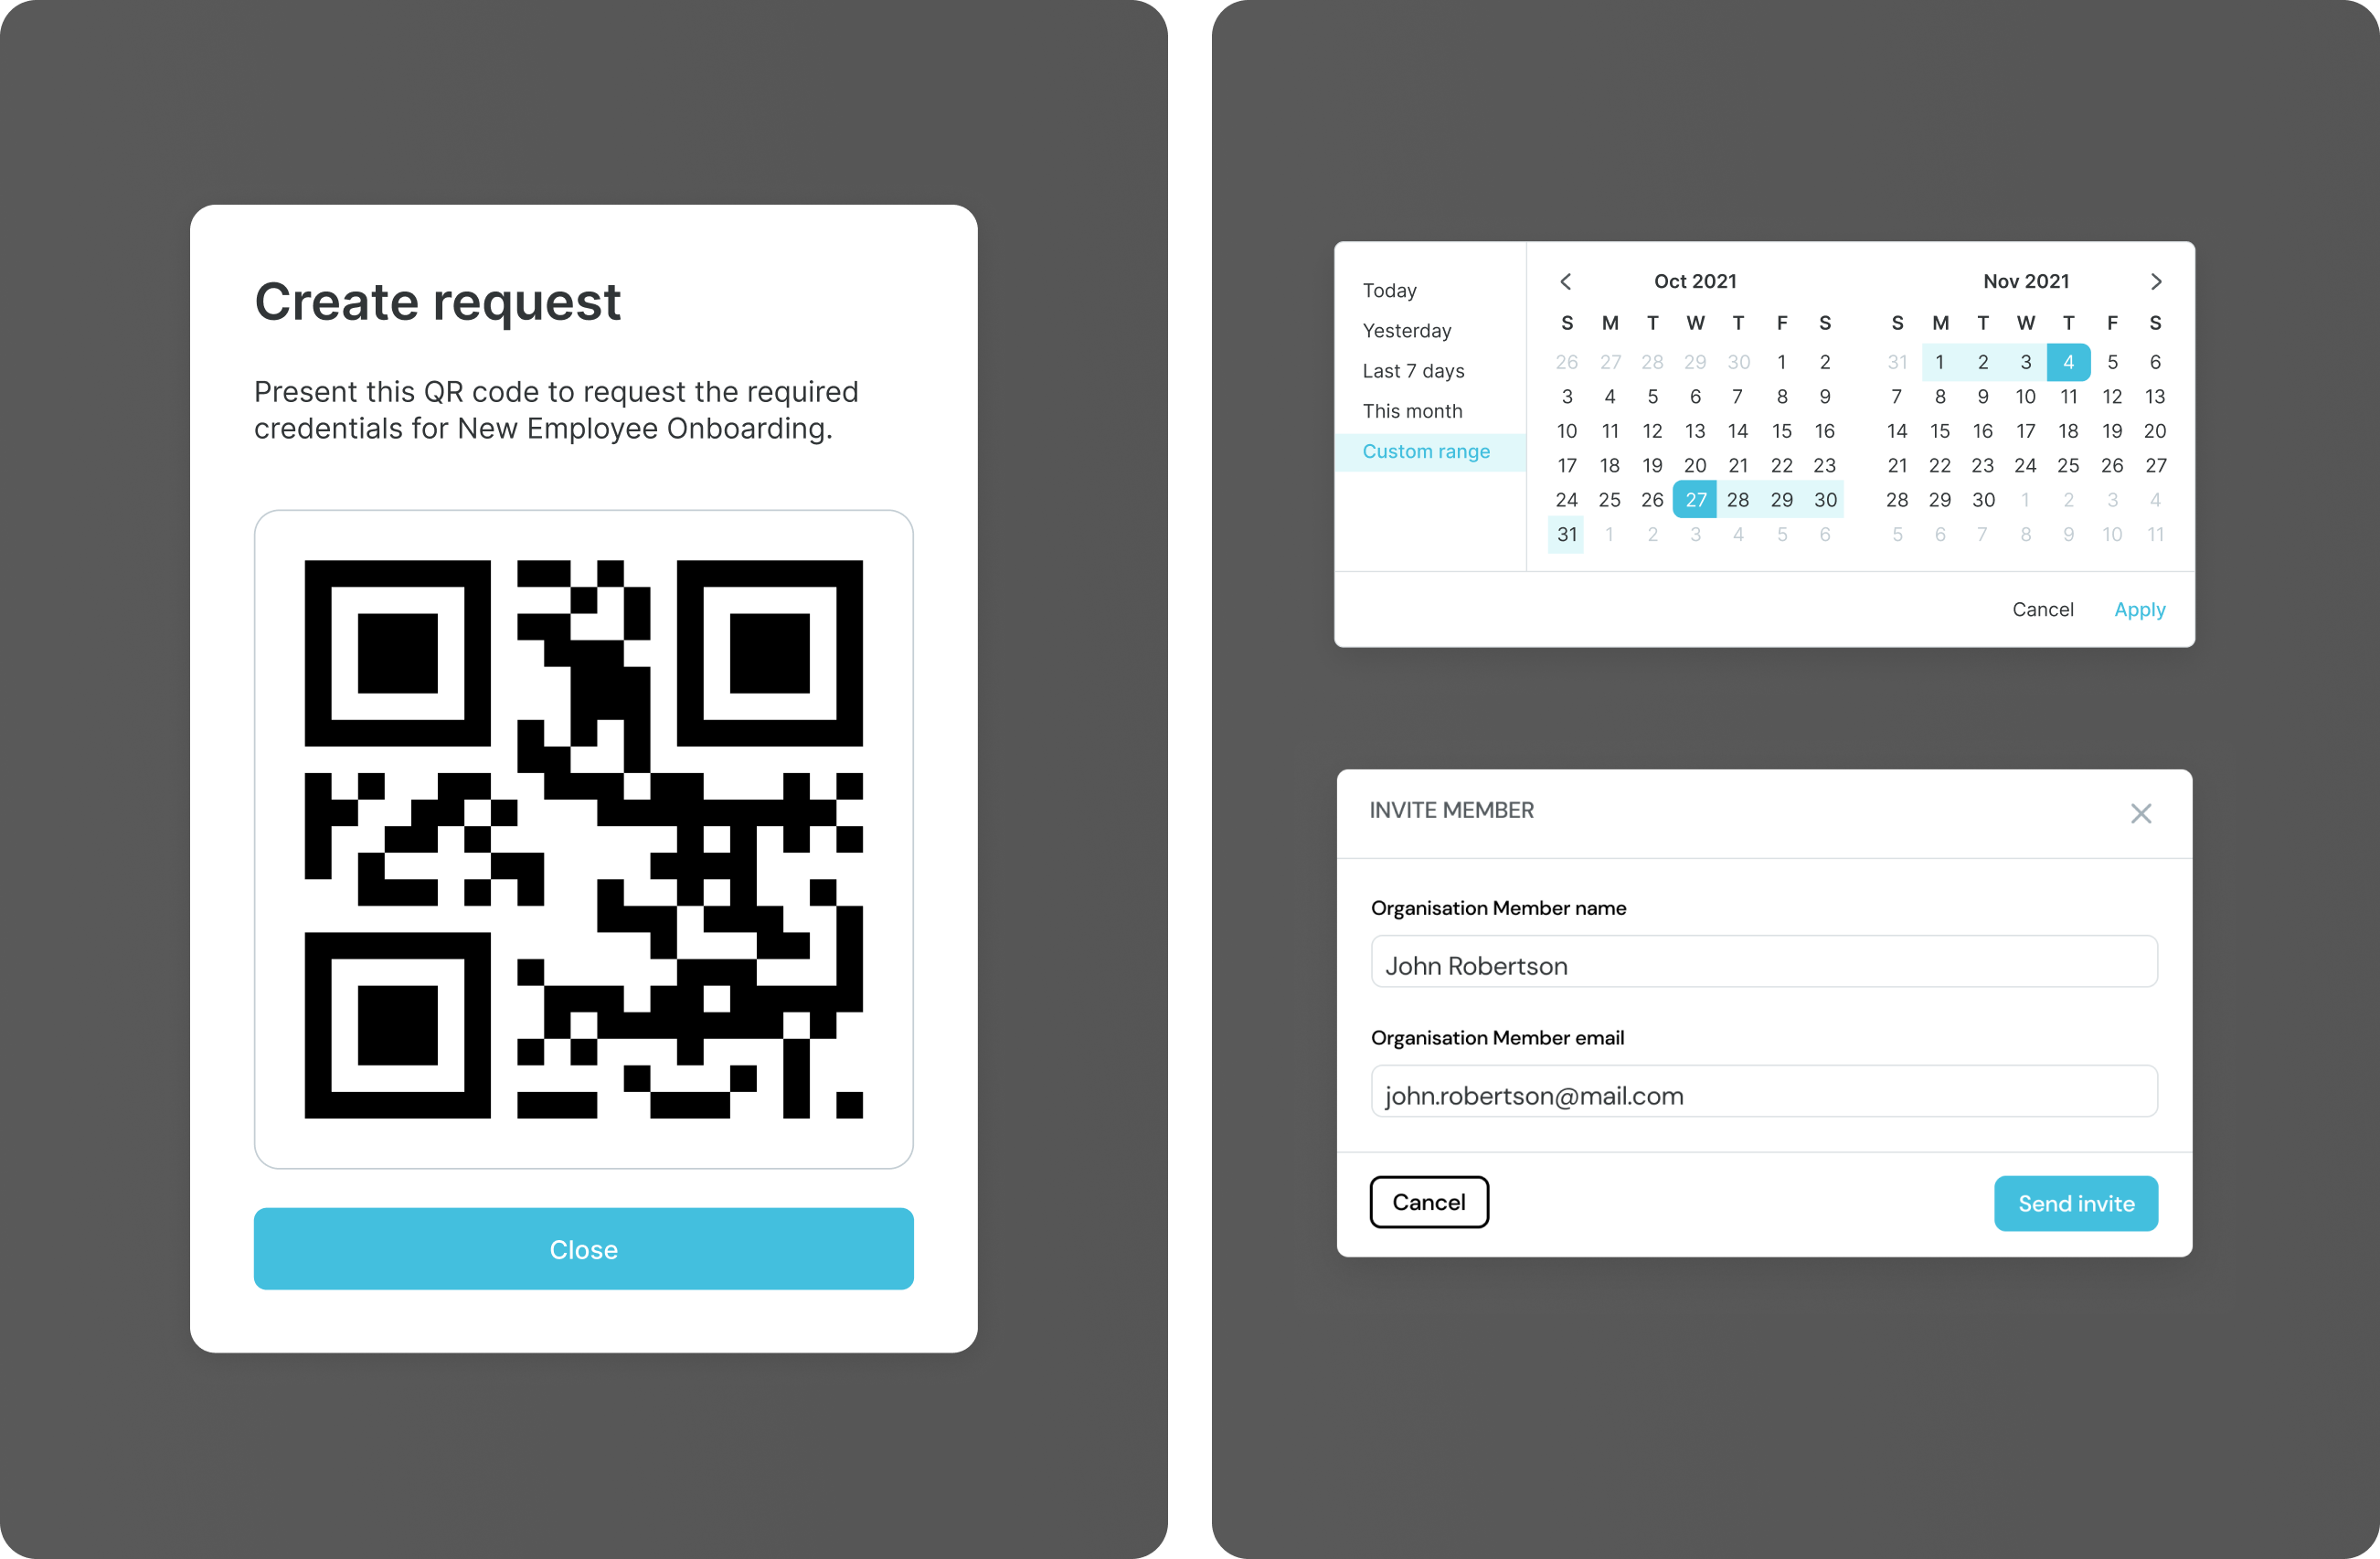 Create request
Present this QR code to request the required
credentials for New Employee Onboarding.
Close
Today
Yesterday
Last 7 days
This month
Custom range
Oct 2021
S M T W T F S
26 27 28 29 30 1 2
3 4 5 6 7 8 9
10 11 12 13 14 15 16
17 18 19 20 21 22 23
24 25 26 27 28 29 30
31 1 2 3 4 5 6
Nov 2021
S M T W T F S
31 1 2 3 4 5 6
7 8 9 10 11 12 13
14 15 16 17 18 19 20
21 22 23 24 25 26 27
28 29 30 1 2 3 4
5 6 7 8 9 10 11
Cancel Apply
INVITE MEMBER
Organisation Member name
John Robertson
Organisation Member email
john.robertson@mail.com
Cancel Send invite